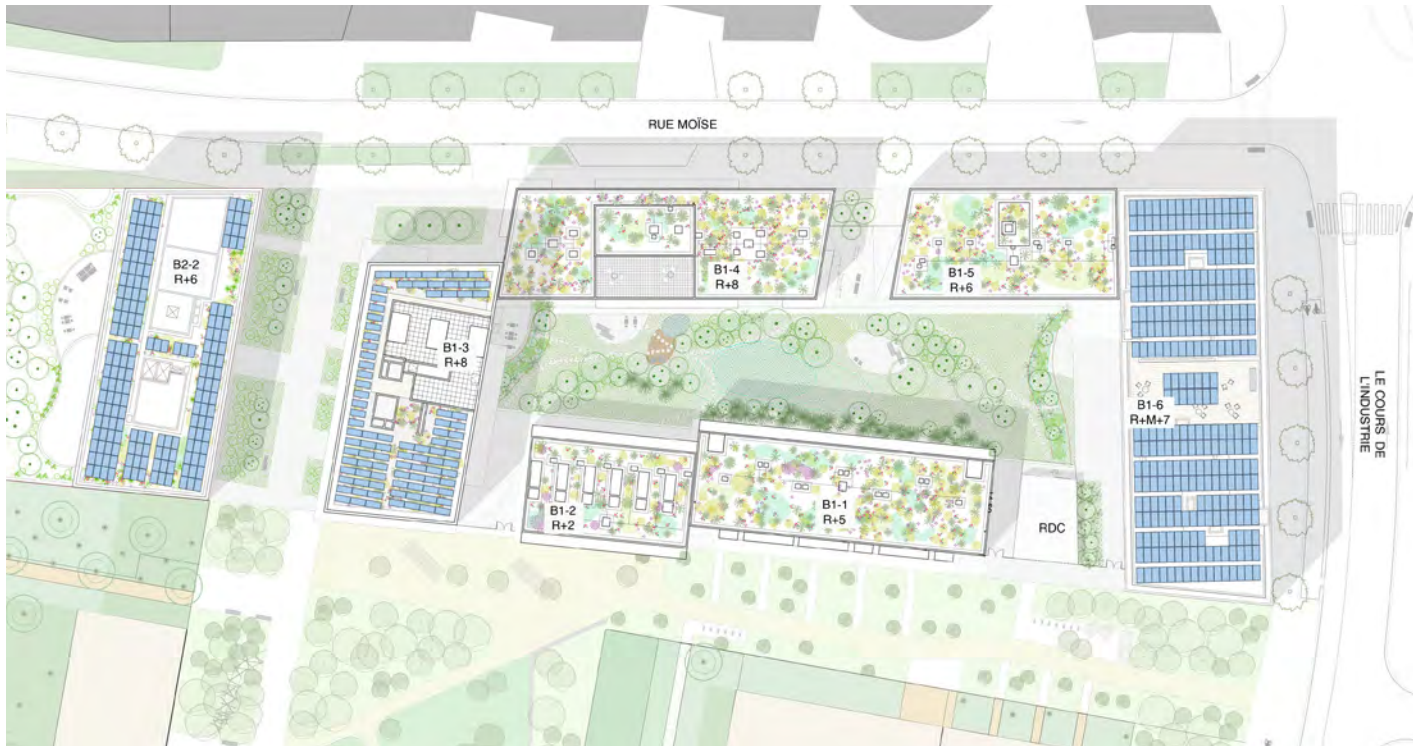 RUE MOÏSE
B2-2
R+6
B1-4
R+8
B1-5
R+6
B1-3
R+8
B1-6
R+M+7
LE COURS DE
L'INDUSTRIE
B1-2
R+2
B1-1
R+5
RDC